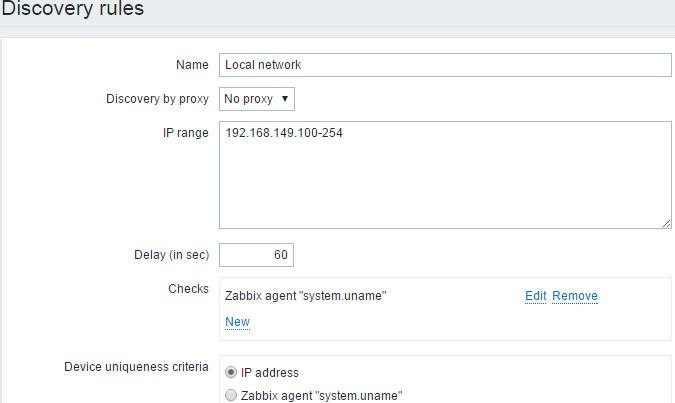 Discovery rules
Name Local network
Discovery by proxy No proxy
IP range 192.168.149.100-254
Delay (in sec) 60
Checks Zabbix agent "system.uname" Edit Remove
New
Device uniqueness criteria IP address
Zabbix agent "system.uname"